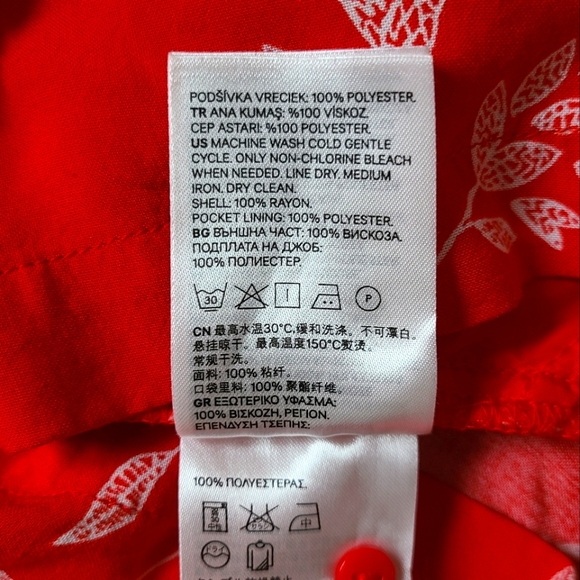 PODŠÍVKA VRECIEK: 100% POLYESTER.
TR ANA KUMAŞ: %100 VİSKOZ.
CEP ASTARI: %100 POLYESTER.
US MACHINE WASH COLD GENTLE
CYCLE. ONLY NON-CHLORINE BLEACH
WHEN NEEDED. LINE DRY. MEDIUM
IRON. DRY CLEAN.
SHELL: 100% RAYON.
POCKET LINING: 100% POLYESTER.
BG ВЪНШНА ЧАСТ: 100% ВИСКОЗА.
ПОДПЛАТА НА ДЖОБ:
100% ПОЛИЕСТЕР.
30 P
CN 最高水温30°C,缓和洗涤。不可漂白。
悬挂晾干。最高温度150°C熨烫。
常规干洗。
面料: 100% 粘纤。
口袋里料: 100% 聚酯纤维。
GR ΕΞΩΤΕΡΙΚΟ ΥΦΑΣΜΑ:
100% ΒΙΣΚΟΖΗ, ΡΕΓΙΟΝ.
ΕΠΕΝΔΥΣΗ ΤΣΕΠΗΣ:
100% ΠΟΛΥΕΣΤΕΡΑΣ.
中
ドライ